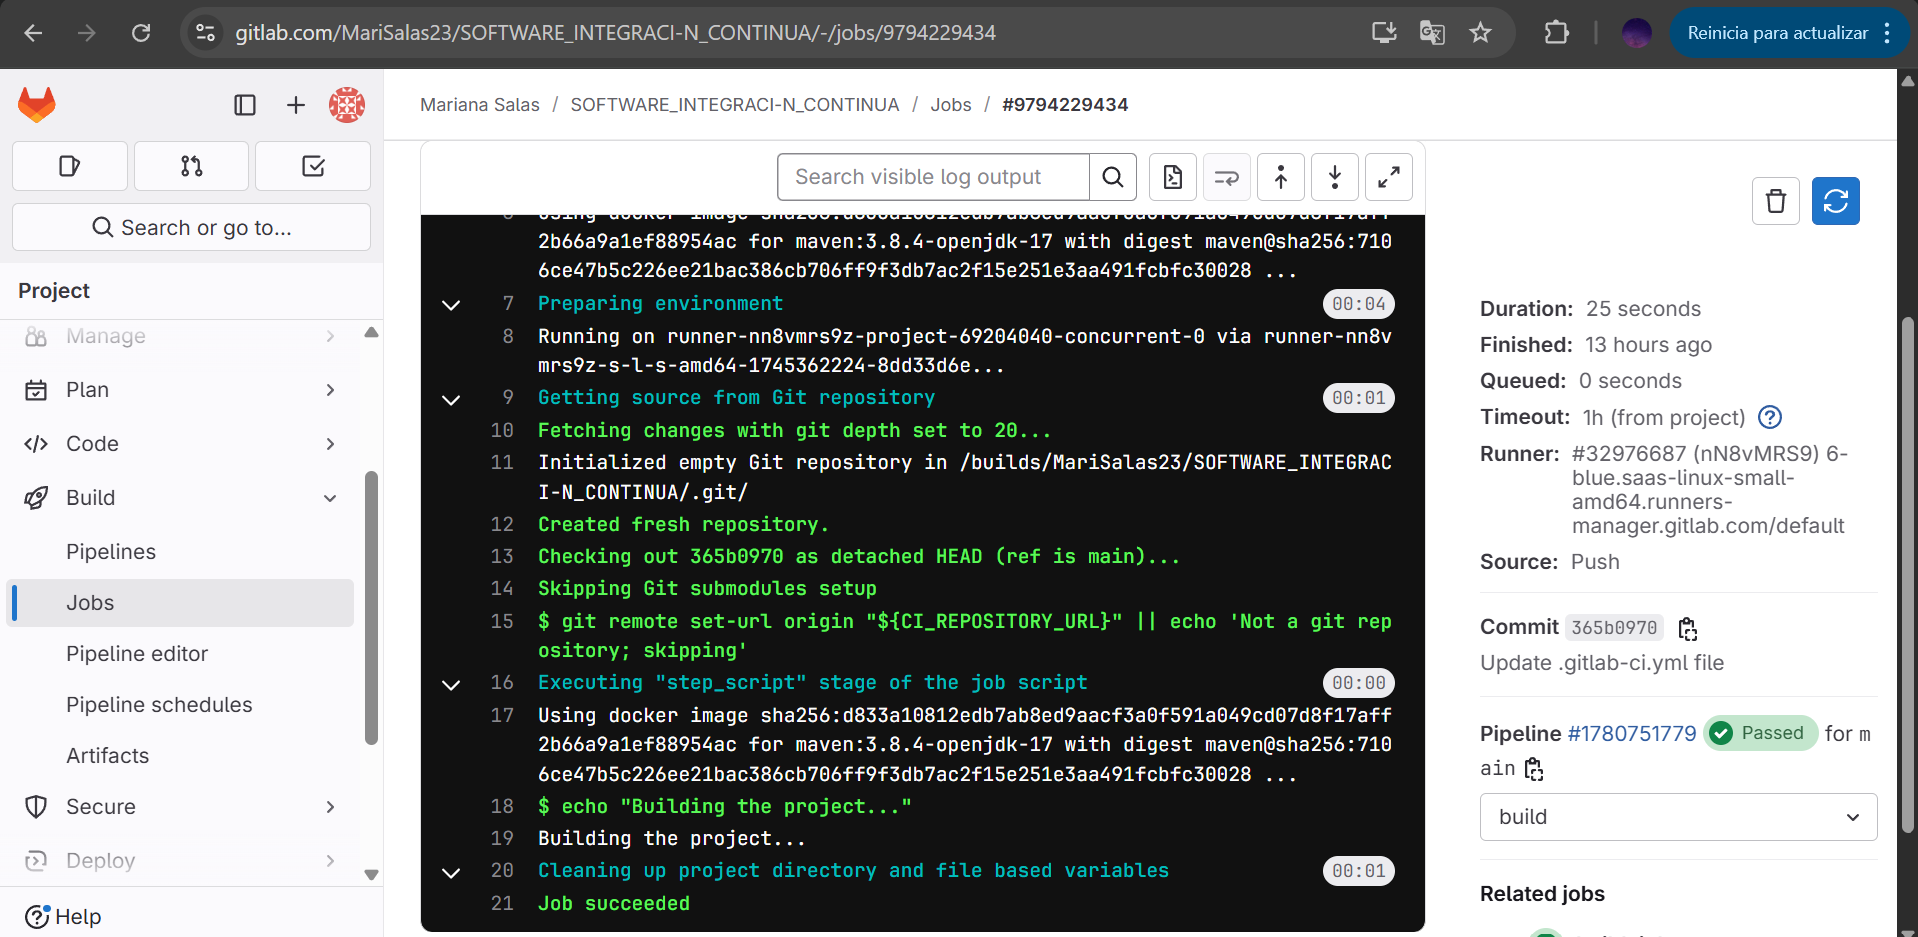 gitlab.com/MariSalas23/SOFTWARE_INTEGRACI-N_CONTINUA/-/jobs/9794229434
Reinicia para actualizar
Search or go to...
Project
Manage
Plan
Code
Build
Pipelines
Jobs
Pipeline editor
Pipeline schedules
Artifacts
Secure
Deploy
Help
Mariana Salas / SOFTWARE_INTEGRACI-N_CONTINUA / Jobs / #9794229434
Search visible log output
Using docker image sha256:d833a10812edb7ab8ed9aacf3a0f591a049cd07d8f17aff
2b66a9a1ef88954ac for maven:3.8.4-openjdk-17 with digest maven@sha256:710
6ce47b5c226ee21bac386cb706ff9f3db7ac2f15e251e3aa491fcbfc30028 ...
7 Preparing environment 00:04
8 Running on runner-nn8vmrs9z-project-69204040-concurrent-0 via runner-nn8v
mrs9z-s-l-s-amd64-1745362224-8dd33d6e...
9 Getting source from Git repository 00:01
10 Fetching changes with git depth set to 20...
11 Initialized empty Git repository in /builds/MariSalas23/SOFTWARE_INTEGRAC
I-N_CONTINUA/.git/
12 Created fresh repository.
13 Checking out 365b0970 as detached HEAD (ref is main)...
14 Skipping Git submodules setup
15 $ git remote set-url origin "${CI_REPOSITORY_URL}" || echo 'Not a git rep
ository; skipping'
16 Executing "step_script" stage of the job script 00:00
17 Using docker image sha256:d833a10812edb7ab8ed9aacf3a0f591a049cd07d8f17aff
2b66a9a1ef88954ac for maven:3.8.4-openjdk-17 with digest maven@sha256:710
6ce47b5c226ee21bac386cb706ff9f3db7ac2f15e251e3aa491fcbfc30028 ...
18 $ echo "Building the project..."
19 Building the project...
20 Cleaning up project directory and file based variables 00:01
21 Job succeeded
Duration: 25 seconds
Finished: 13 hours ago
Queued: 0 seconds
Timeout: 1h (from project)
Runner: #32976687 (nN8vMRS9) 6-
blue.saas-linux-small-
amd64.runners-
manager.gitlab.com/default
Source: Push
Commit 365b0970
Update .gitlab-ci.yml file
Pipeline #1780751779 Passed for m
ain
build
Related jobs